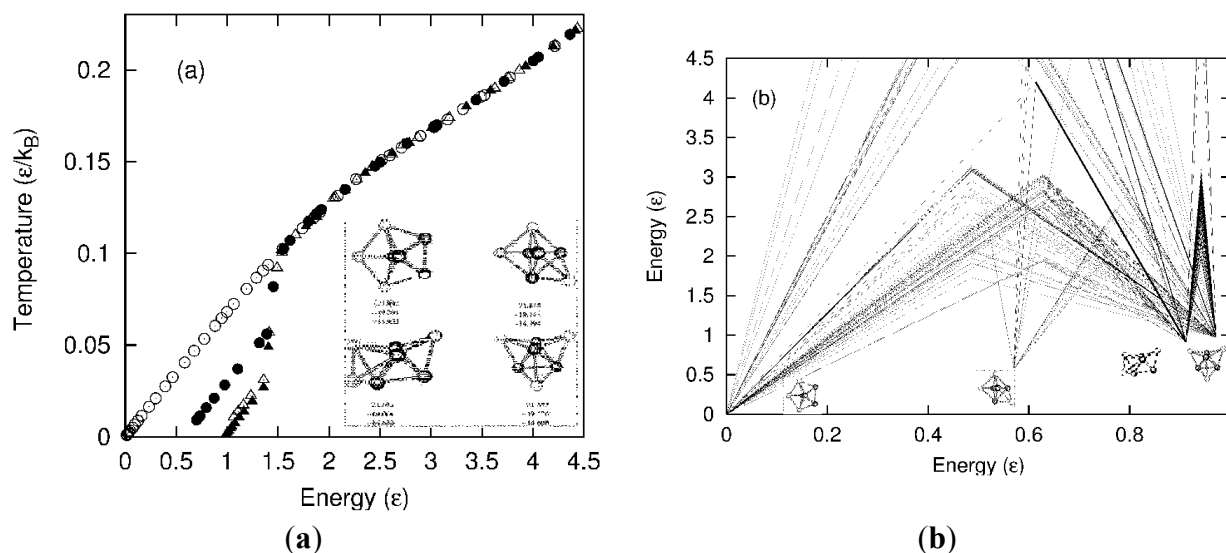 (a)
Temperature (ε/k_B)
0.2
0.15
0.1
0.05
0
0 0.5 1 1.5 2 2.5 3 3.5 4 4.5
Energy (ε)
(a)
(b)
Energy (ε)
4.5
4
3.5
3
2.5
2
1.5
1
0.5
0
0 0.2 0.4 0.6 0.8
Energy (ε)
(b)